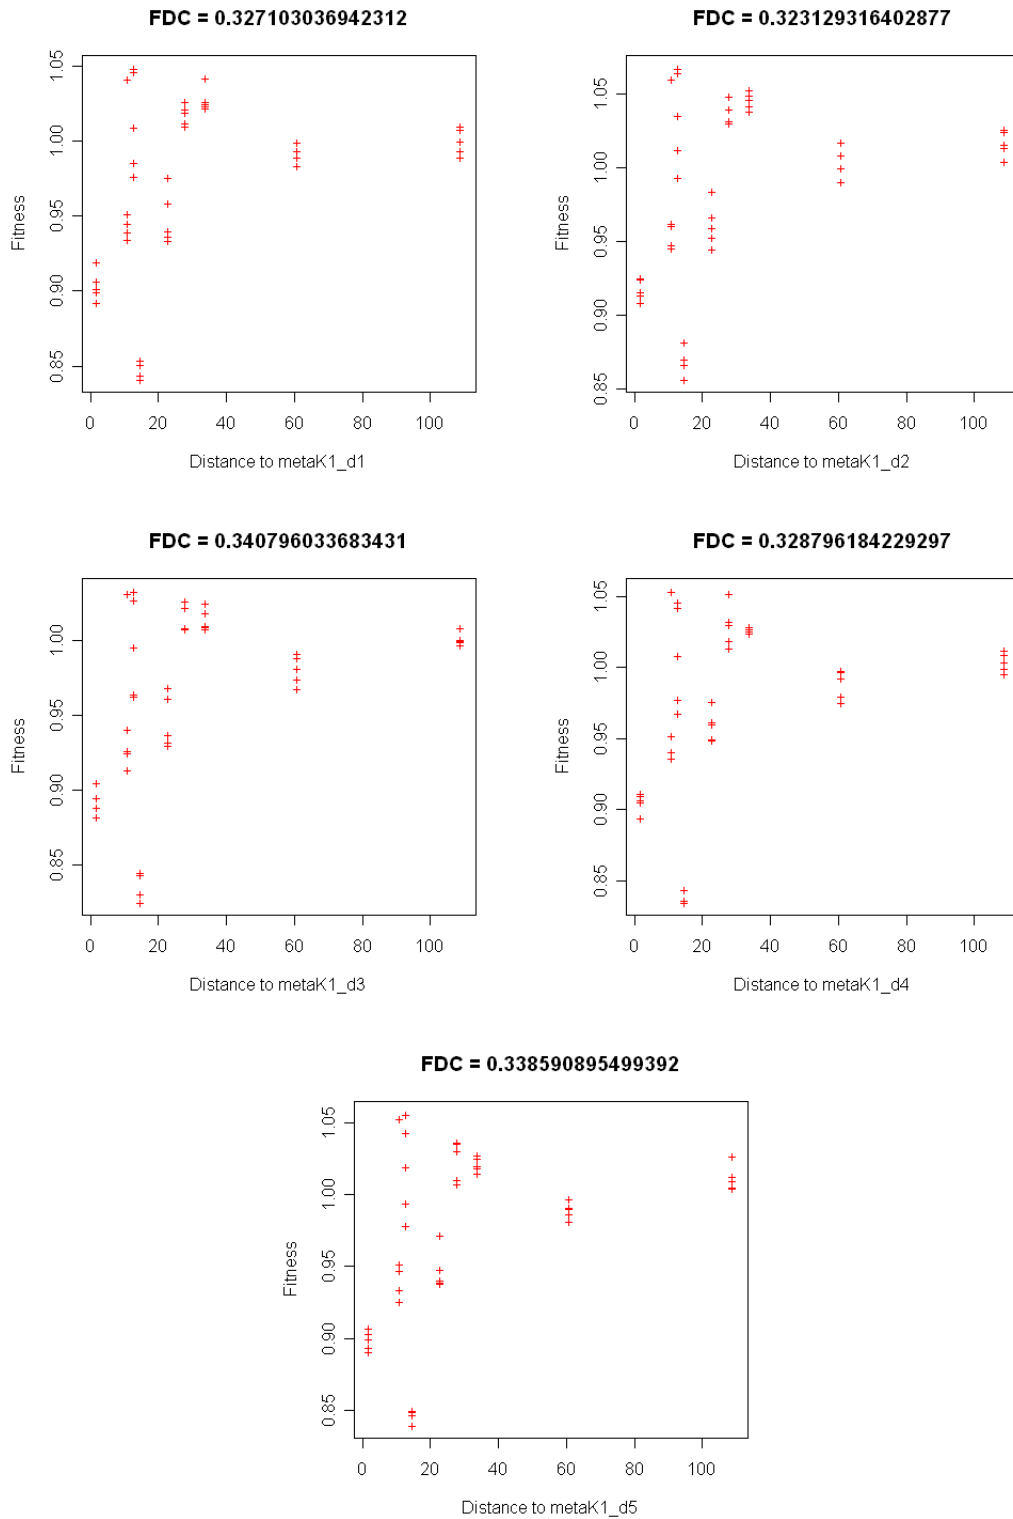 FDC = 0.327103036942312
FDC = 0.323129316402877
Fitness
1.05
1.00
0.95
0.90
0.85
0 20 40 60 80 100
Distance to metaK1_d1
Fitness
1.05
1.00
0.95
0.90
0.85
0 20 40 60 80 100
Distance to metaK1_d2
FDC = 0.340796033683431
FDC = 0.328796184229297
Fitness
1.00
0.95
0.90
0.85
0 20 40 60 80 100
Distance to metaK1_d3
Fitness
1.05
1.00
0.95
0.90
0.85
0 20 40 60 80 100
Distance to metaK1_d4
FDC = 0.338590895499392
Fitness
1.05
1.00
0.95
0.90
0.85
0 20 40 60 80 100
Distance to metaK1_d5